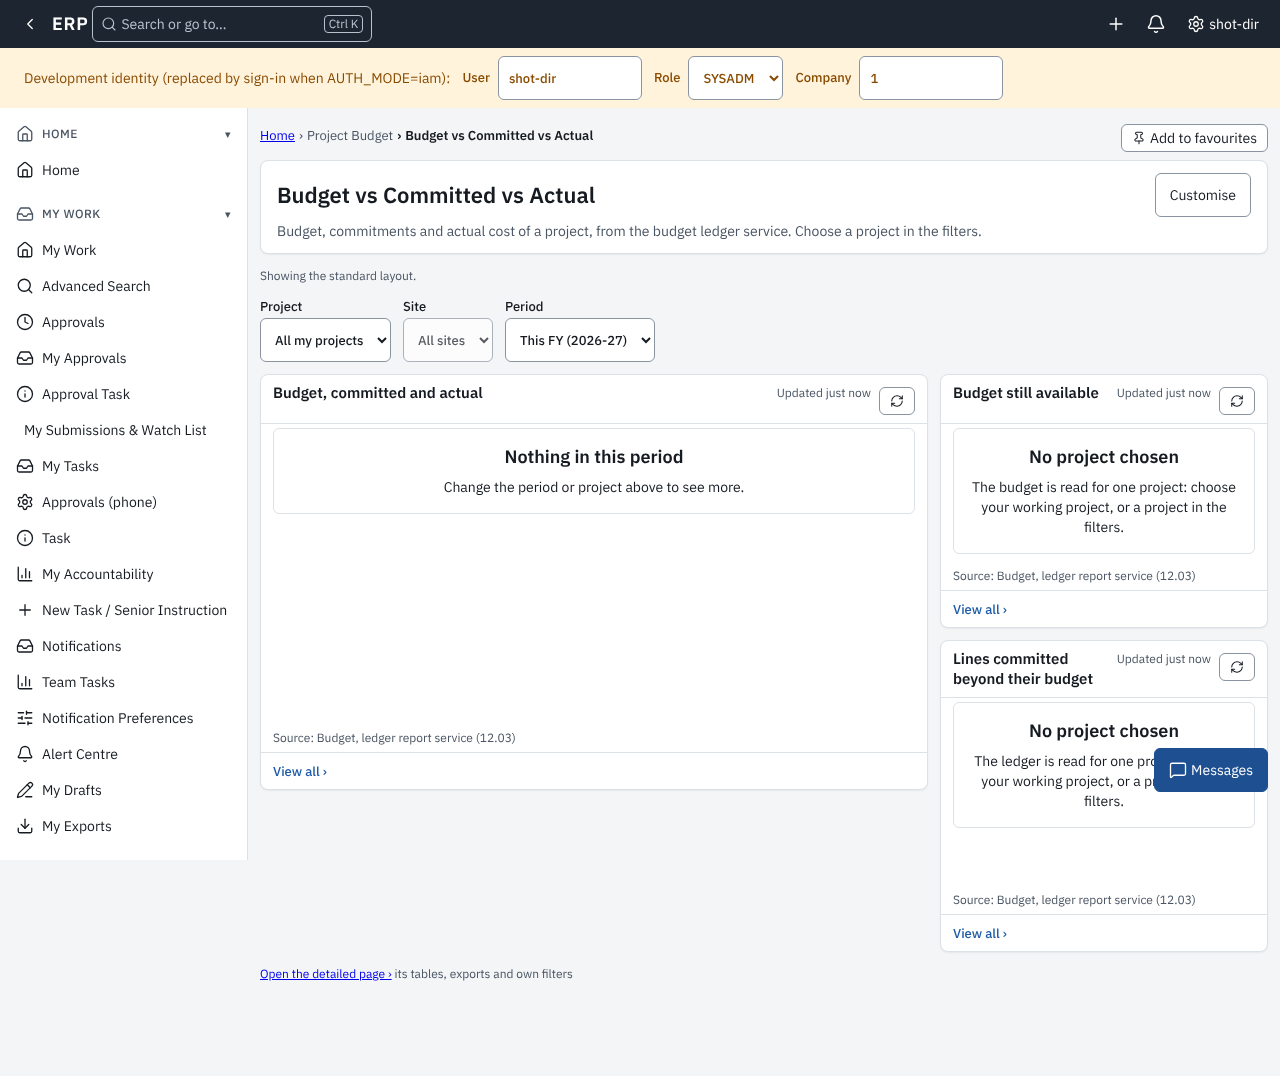 ERP
Search or go to...
Ctrl K
shot-dir
Development identity (replaced by sign-in when AUTH_MODE=iam):
User
shot-dir
Role
SYSADM
Company
1
HOME
Home
MY WORK
My Work
Advanced Search
Approvals
My Approvals
Approval Task
My Submissions & Watch List
My Tasks
Approvals (phone)
Task
My Accountability
New Task / Senior Instruction
Notifications
Team Tasks
Notification Preferences
Alert Centre
My Drafts
My Exports
Home › Project Budget › Budget vs Committed vs Actual
Add to favourites
Budget vs Committed vs Actual
Customise
Budget, commitments and actual cost of a project, from the budget ledger service. Choose a project in the filters.
Showing the standard layout.
Project
Site
Period
All my projects
All sites
This FY (2026-27)
Budget, committed and actual
Updated just now
Nothing in this period
Change the period or project above to see more.
Source: Budget, ledger report service (12.03)
View all ›
Budget still available
Updated just now
No project chosen
The budget is read for one project: choose
your working project, or a project in the
filters.
Source: Budget, ledger report service (12.03)
View all ›
Lines committed
beyond their budget
Updated just now
No project chosen
The ledger is read for one
your working project, or a
filters.
Messages
Source: Budget, ledger report service (12.03)
View all ›
Open the detailed page › its tables, exports and own filters